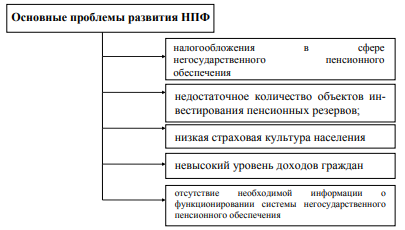 Основные проблемы развития НПФ
налогообложения в сфере
негосударственного пенсионного
обеспечения
недостаточное количество объектов ин-
вестирования пенсионных резервов;
низкая страховая культура населения
невысокий уровень доходов граждан
отсутствие необходимой информации о
функционировании системы негосударственного
пенсионного обеспечения